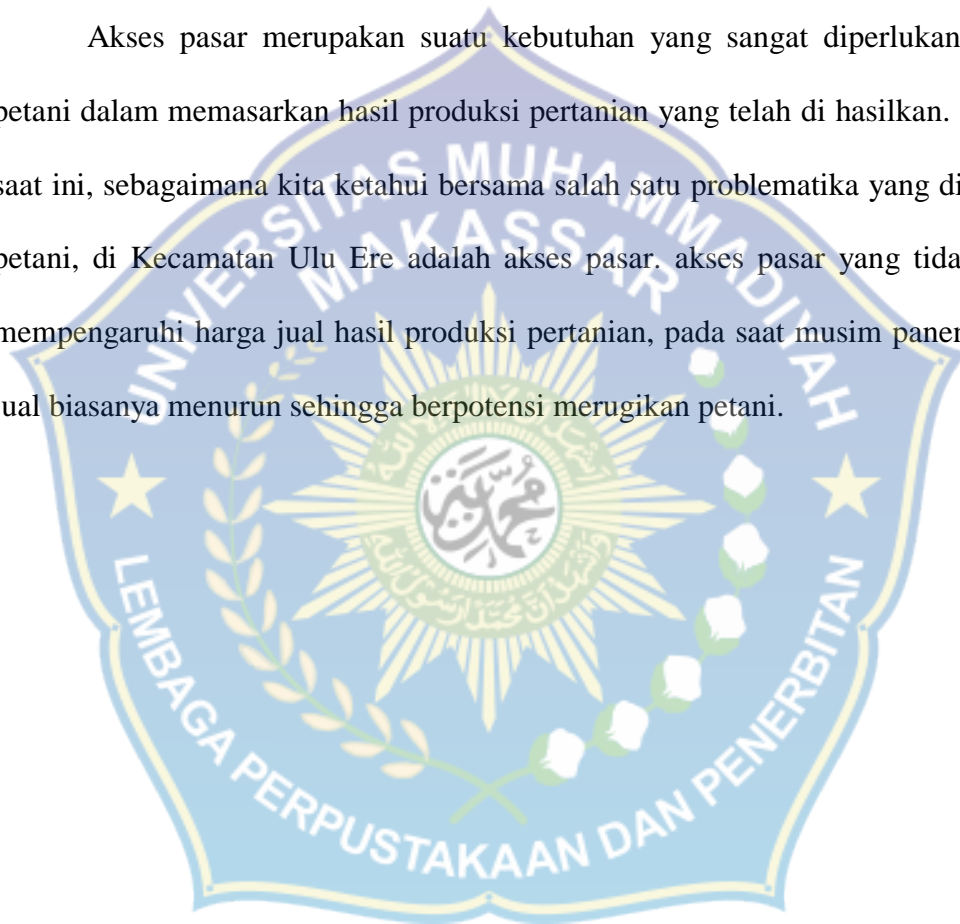 Akses pasar merupakan suatu kebutuhan yang sangat diperlukan
petani dalam memasarkan hasil produksi pertanian yang telah di hasilkan.
saat ini, sebagaimana kita ketahui bersama salah satu problematika yang di
petani, di Kecamatan Ulu Ere adalah akses pasar. akses pasar yang tida
mempengaruhi harga jual hasil produksi pertanian, pada saat musim panen
jual biasanya menurun sehingga berpotensi merugikan petani.
UNIVERSITAS MUHAMMADIYAH
MAKASSAR
محمد
LEMBAGA PERPUSTAKAAN DAN PENERBITAN